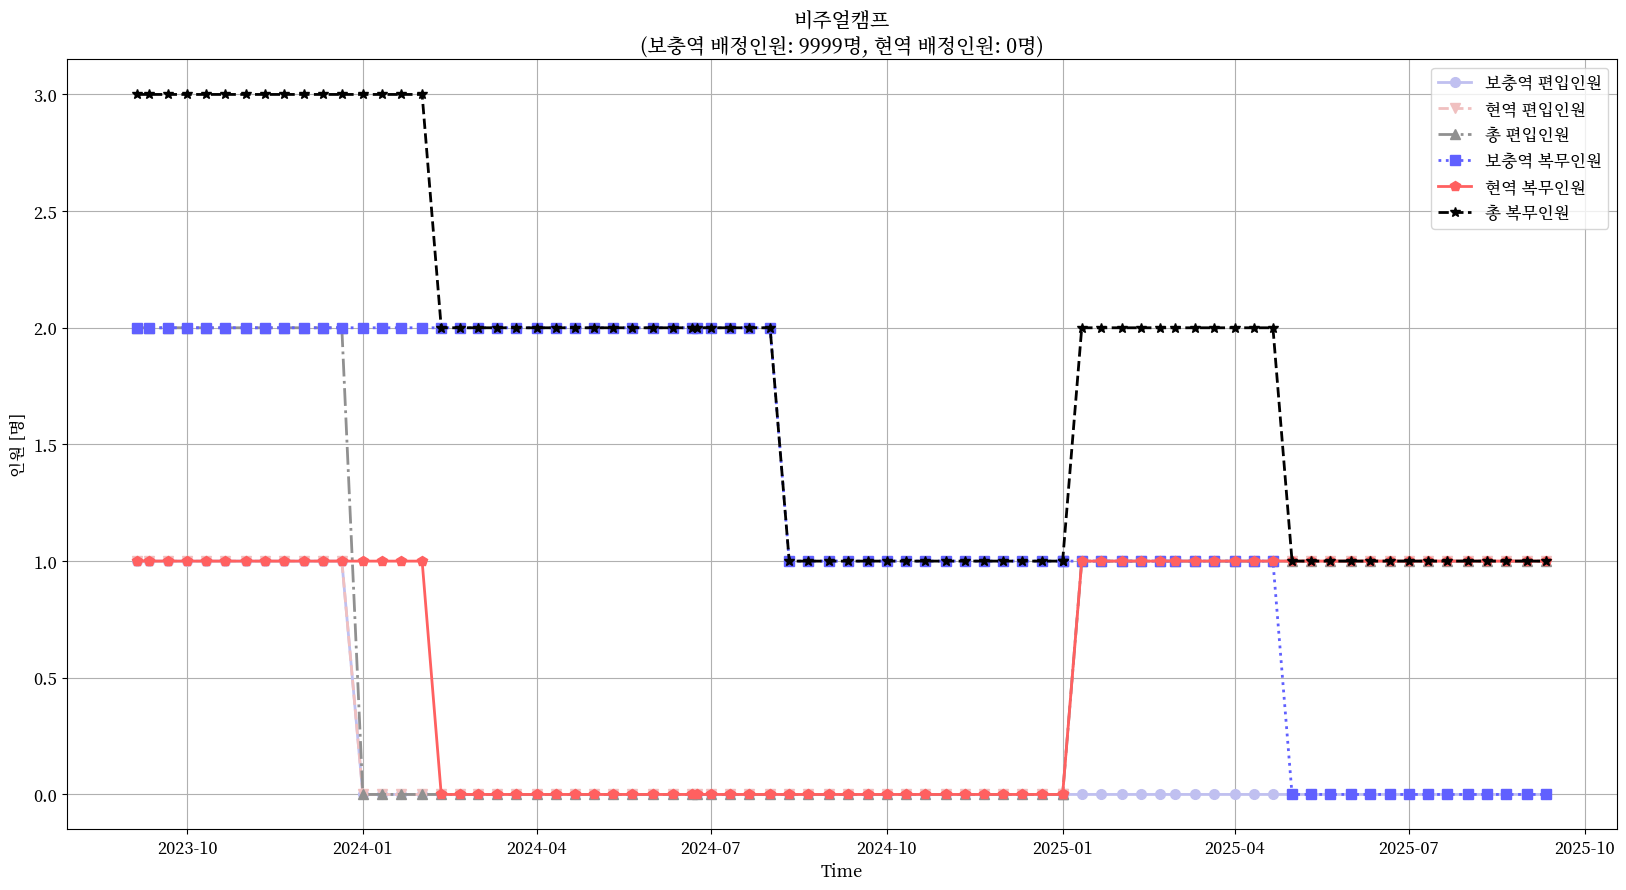 비주얼캠프
(보충역 배정인원: 9999명, 현역 배정인원: 0명)
보충역 편입인원
현역 편입인원
총 편입인원
보충역 복무인원
현역 복무인원
총 복무인원
인원 [명]
3.0
2.5
2.0
1.5
1.0
0.5
0.0
2023-10
2024-01
2024-04
2024-07
2024-10
2025-01
2025-04
2025-07
2025-10
Time